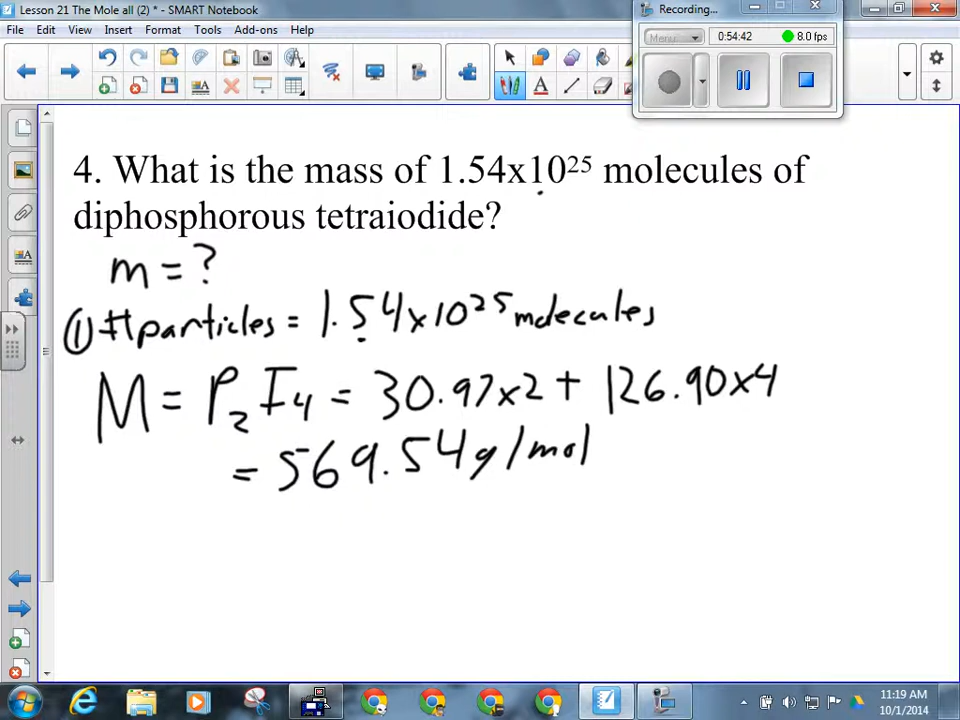 Lesson 21 The Mole all (2) * - SMART Notebook
Recording...
File Edit View Insert Format Tools Add-ons Help
Menu 0:54:42 8.0 fps
4. What is the mass of 1.54x10²⁵ molecules of
diphosphorous tetraiodide?
m = ?
① # particles = 1.54x10²⁵ molecules
M = P₂I₄ = 30.97x2 + 126.90x4
= 569.54g/mol
11:19 AM
10/1/2014